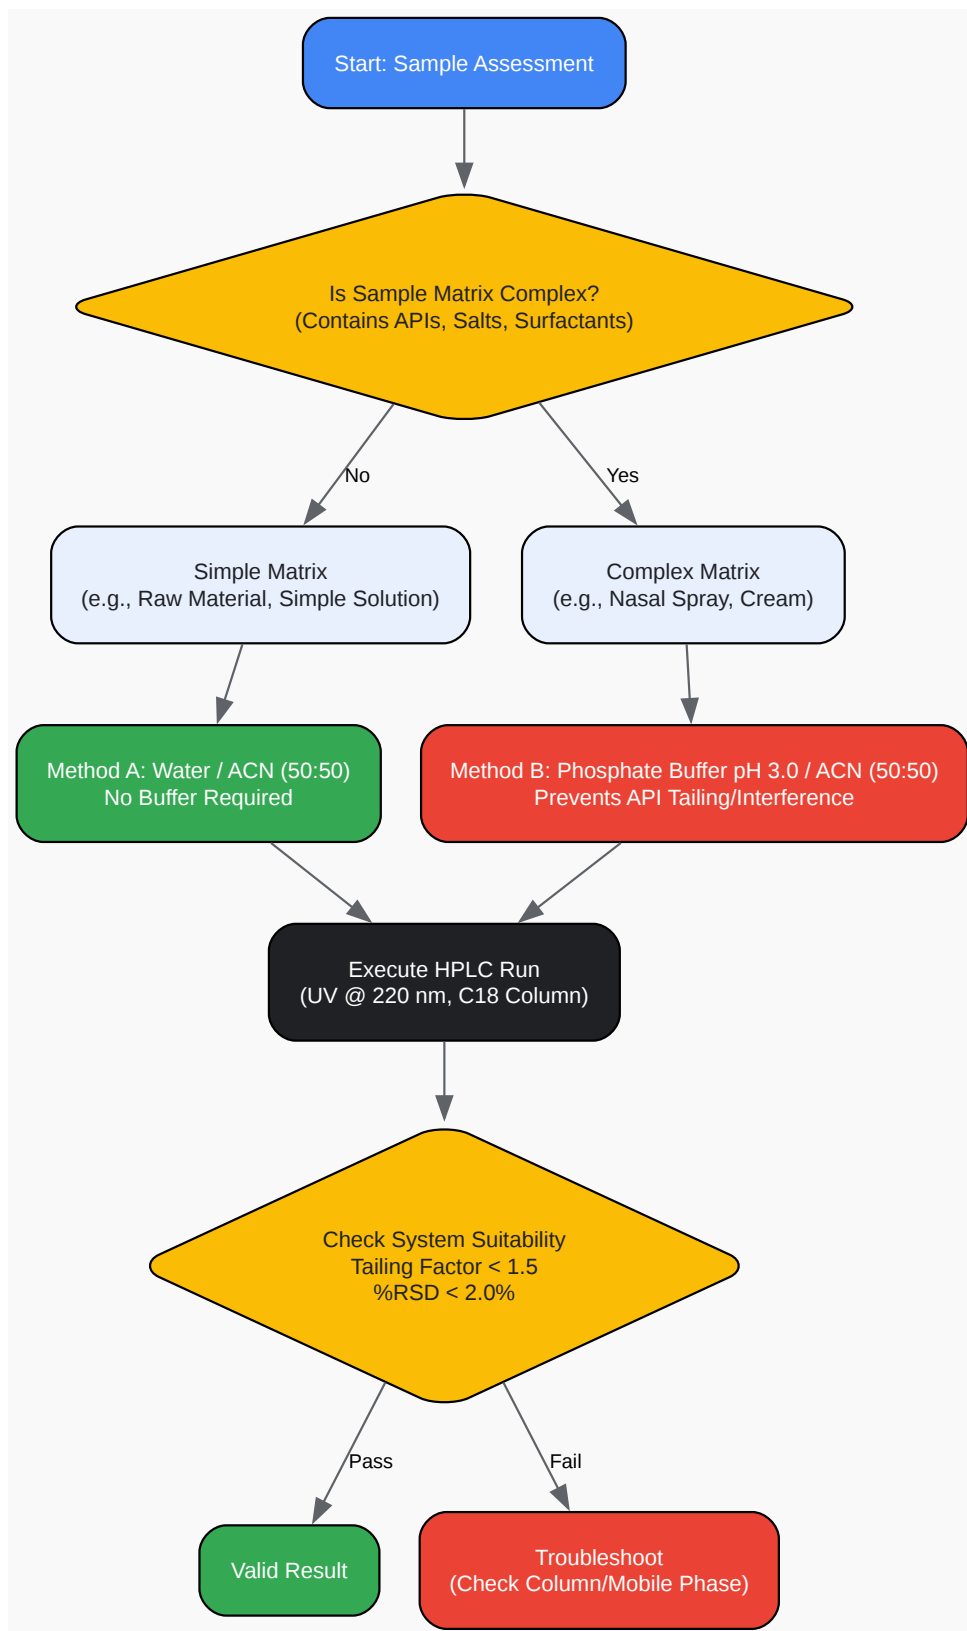 Start: Sample Assessment
Is Sample Matrix Complex?
(Contains APIs, Salts, Surfactants)
No
Yes
Simple Matrix
(e.g., Raw Material, Simple Solution)
Complex Matrix
(e.g., Nasal Spray, Cream)
Method A: Water / ACN (50:50)
No Buffer Required
Method B: Phosphate Buffer pH 3.0 / ACN (50:50)
Prevents API Tailing/Interference
Execute HPLC Run
(UV @ 220 nm, C18 Column)
Check System Suitability
Tailing Factor < 1.5
%RSD < 2.0%
Pass
Fail
Valid Result
Troubleshoot
(Check Column/Mobile Phase)